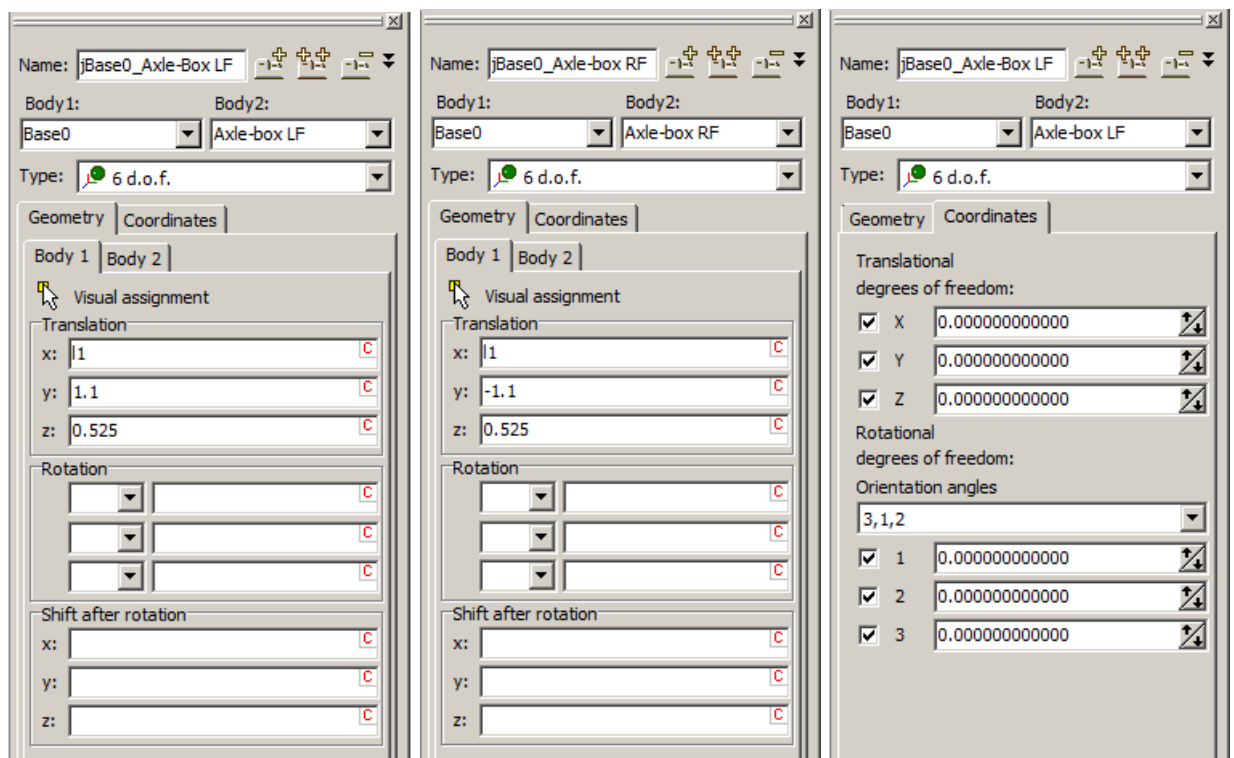 Name: jBase0_Axle-Box LF
Body1: Body2:
Base0 Axle-box LF
Type: 6 d.o.f.
Geometry Coordinates
Body 1 Body 2
Visual assignment
Translation
x: l1 C
y: 1.1 C
z: 0.525 C
Rotation
C
C
C
Shift after rotation
x: C
y: C
z: C
Name: jBase0_Axle-box RF
Body1: Body2:
Base0 Axle-box RF
Type: 6 d.o.f.
Geometry Coordinates
Body 1 Body 2
Visual assignment
Translation
x: l1 C
y: -1.1 C
z: 0.525 C
Rotation
C
C
C
Shift after rotation
x: C
y: C
z: C
Name: jBase0_Axle-Box LF
Body1: Body2:
Base0 Axle-box LF
Type: 6 d.o.f.
Geometry Coordinates
Translational
degrees of freedom:
X 0.000000000000
Y 0.000000000000
Z 0.000000000000
Rotational
degrees of freedom:
Orientation angles
3,1,2
1 0.000000000000
2 0.000000000000
3 0.000000000000